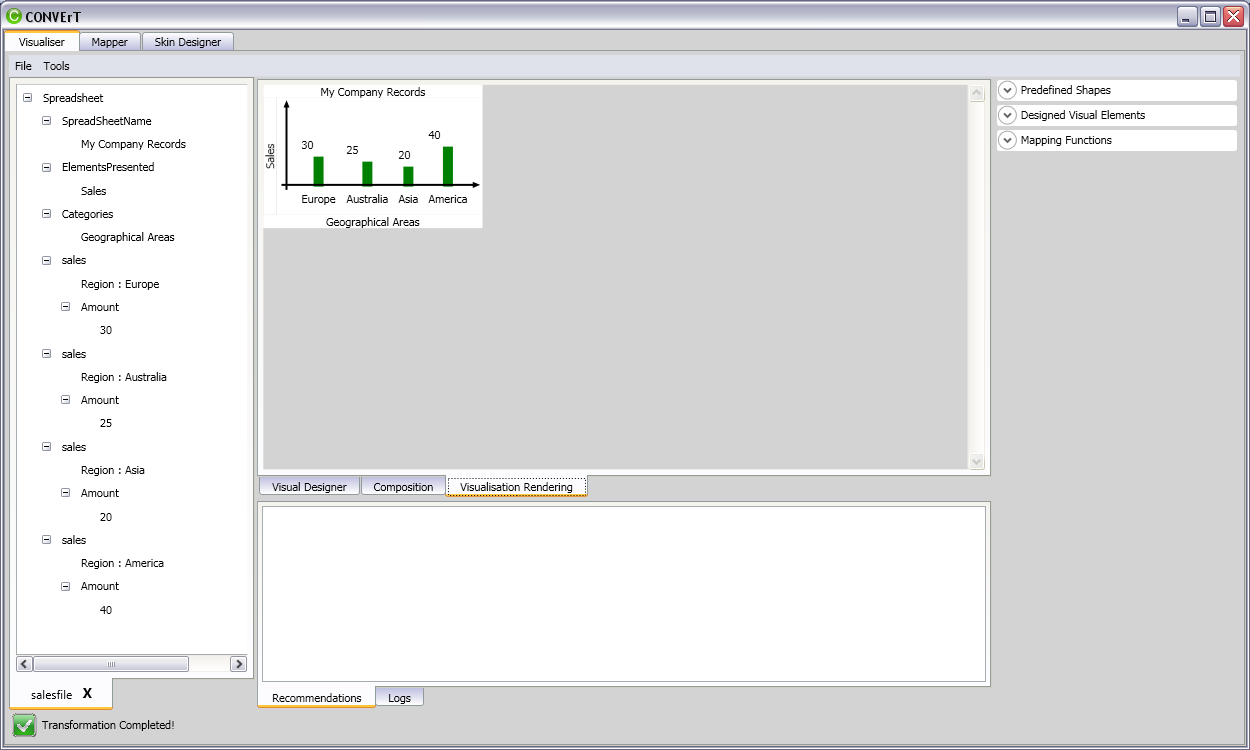 CONVErT
Visualiser Mapper Skin Designer
File Tools
Spreadsheet
SpreadSheetName
My Company Records
ElementsPresented
Sales
Categories
Geographical Areas
sales
Region : Europe
Amount
30
sales
Region : Australia
Amount
25
sales
Region : Asia
Amount
20
sales
Region : America
Amount
40
salesfile X
Transformation Completed!
My Company Records
Sales
30 25 20 40
Europe Australia Asia America
Geographical Areas
Visual Designer Composition Visualisation Rendering
Recommendations Logs
Predefined Shapes
Designed Visual Elements
Mapping Functions